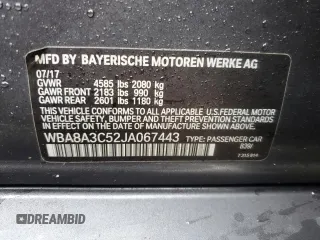 MFD BY BAYERISCHE MOTOREN WERKE AG
07/17
GVWR 4585 lbs 2080 kg
GAWR FRONT 2183 lbs 990 kg
GAWR REAR 2601 lbs 1180 kg
THIS VEHICLE CONFORMS TO ALL APPLICABLE U.S.FEDERAL MOTOR
VEHICLE SAFETY, BUMPER, AND THEFT PREVENTION STANDARDS
IN EFFECT ON THE DATE OF MANUFACTURE SHOWN ABOVE.
WBA8A3C52JA067443 TYPE: PASSENGER CAR
AUTOBIDMASTER